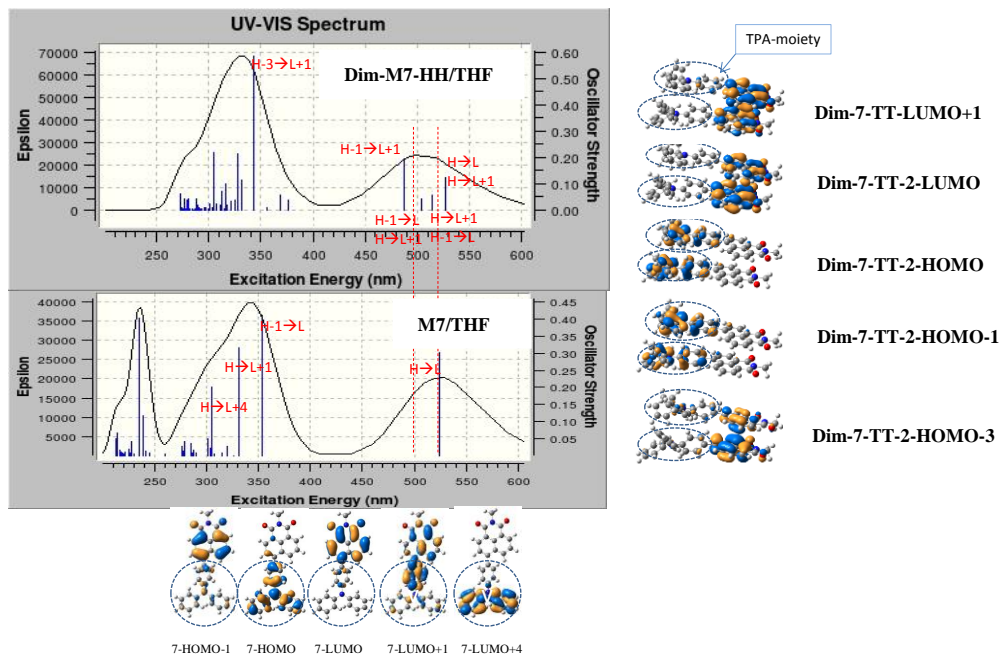 UV-VIS Spectrum
70000
60000
50000
40000
30000
20000
10000
0
Epsilon
0.60
0.50
0.40
0.30
0.20
0.10
0.00
Oscillator Strength
H-3→L+1
Dim-M7-HH/THF
H-1→L+1
H→L
H→L+1
H-1→L
H→L+1
H→L+1
H-1→L
250 300 350 400 450 500 550 600
Excitation Energy (nm)
40000
35000
30000
25000
20000
15000
10000
5000
Epsilon
0.45
0.40
0.35
0.30
0.25
0.20
0.15
0.10
0.05
Oscillator Strength
M7/THF
H-1→L
H→L+1
H→L+4
H→L
250 300 350 400 450 500 550 600
Excitation Energy (nm)
TPA-moiety
Dim-7-TT-LUMO+1
Dim-7-TT-2-LUMO
Dim-7-TT-2-HOMO
Dim-7-TT-2-HOMO-1
Dim-7-TT-2-HOMO-3
7-HOMO-1 7-HOMO 7-LUMO 7-LUMO+1 7-LUMO+4